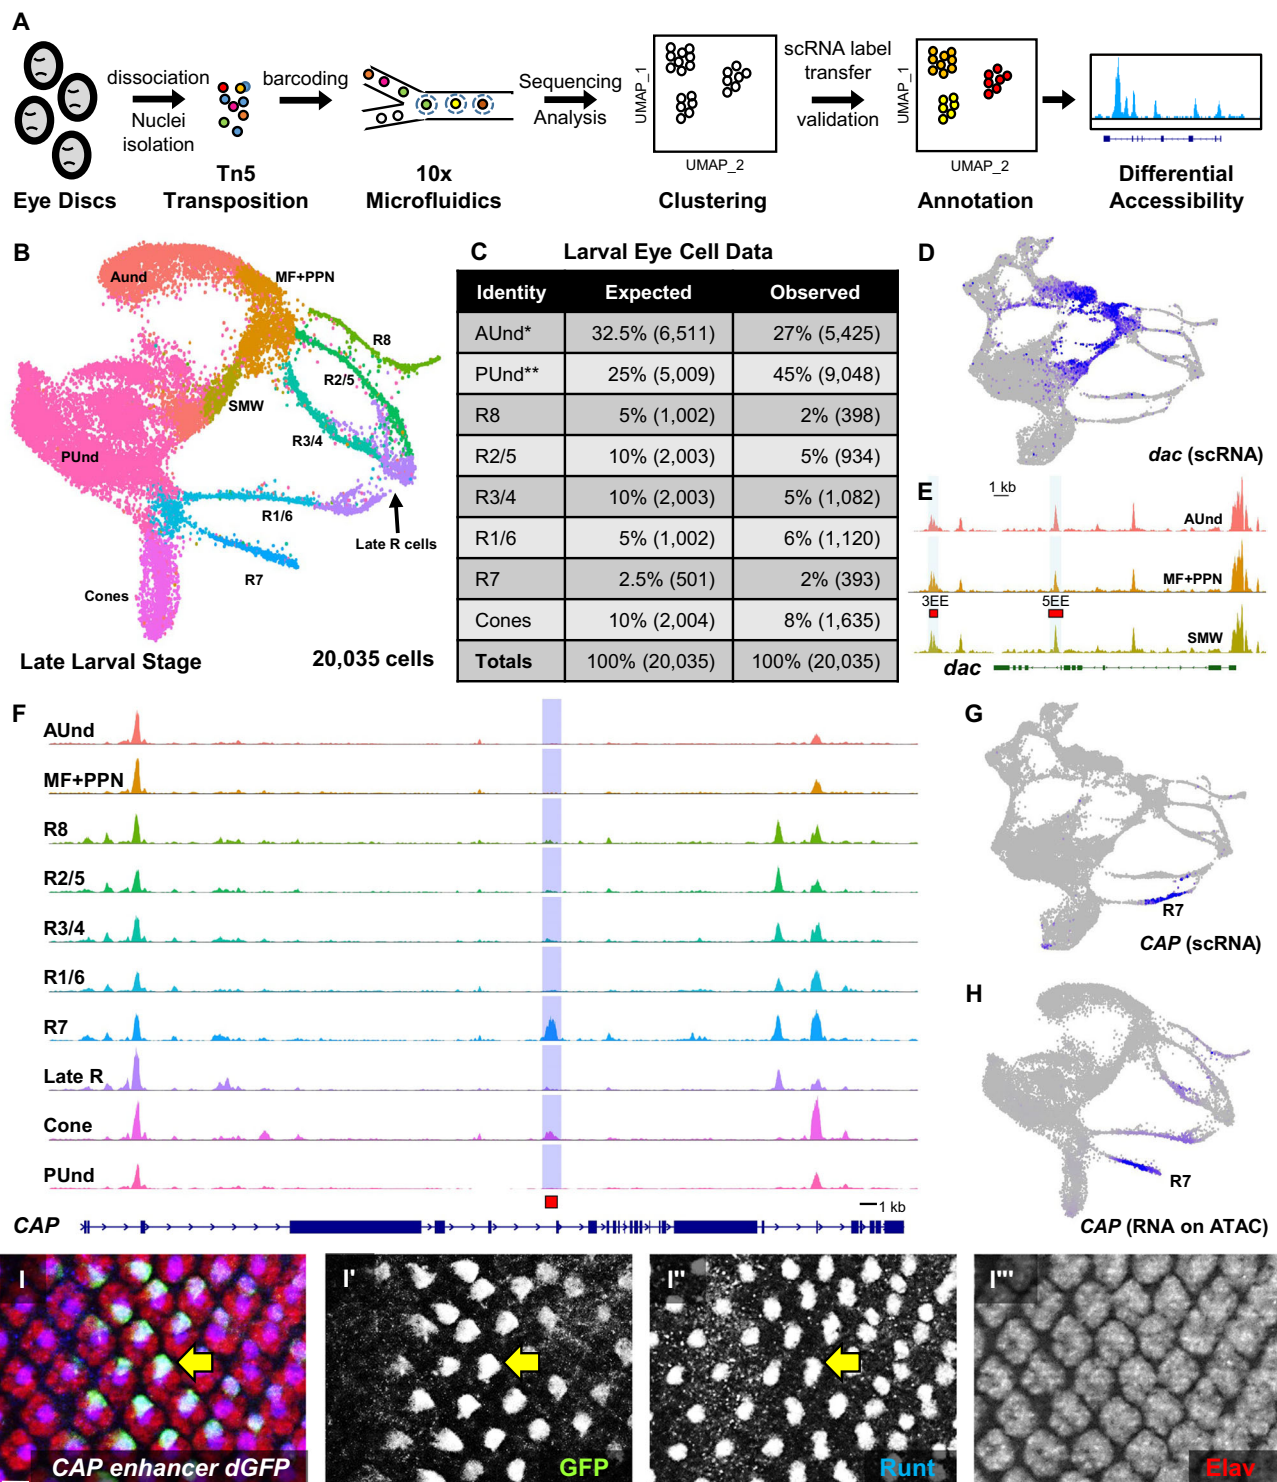 A
dissociation
Nuclei
isolation
barcoding
Sequencing
Analysis
scRNA label
transfer
validation
UMAP_1
UMAP_2
UMAP_1
UMAP_2
Eye Discs
Tn5
Transposition
10x
Microfluidics
Clustering
Annotation
Differential
Accessibility
B
Aund
MF+PPN
R8
R2/5
SMW
R3/4
PUnd
R1/6
Late R cells
R7
Cones
Late Larval Stage
20,035 cells
C
Larval Eye Cell Data
Identity Expected Observed
AUnd* 32.5% (6,511) 27% (5,425)
PUnd** 25% (5,009) 45% (9,048)
R8 5% (1,002) 2% (398)
R2/5 10% (2,003) 5% (934)
R3/4 10% (2,003) 5% (1,082)
R1/6 5% (1,002) 6% (1,120)
R7 2.5% (501) 2% (393)
Cones 10% (2,004) 8% (1,635)
Totals 100% (20,035) 100% (20,035)
D
dac (scRNA)
E
1 kb
AUnd
MF+PPN
3EE
5EE
SMW
dac
F
AUnd
MF+PPN
R8
R2/5
R3/4
R1/6
R7
Late R
Cone
PUnd
1 kb
CAP
G
R7
CAP (scRNA)
H
R7
CAP (RNA on ATAC)
I
CAP enhancer dGFP
I'
GFP
I''
Runt
I'''
Elav